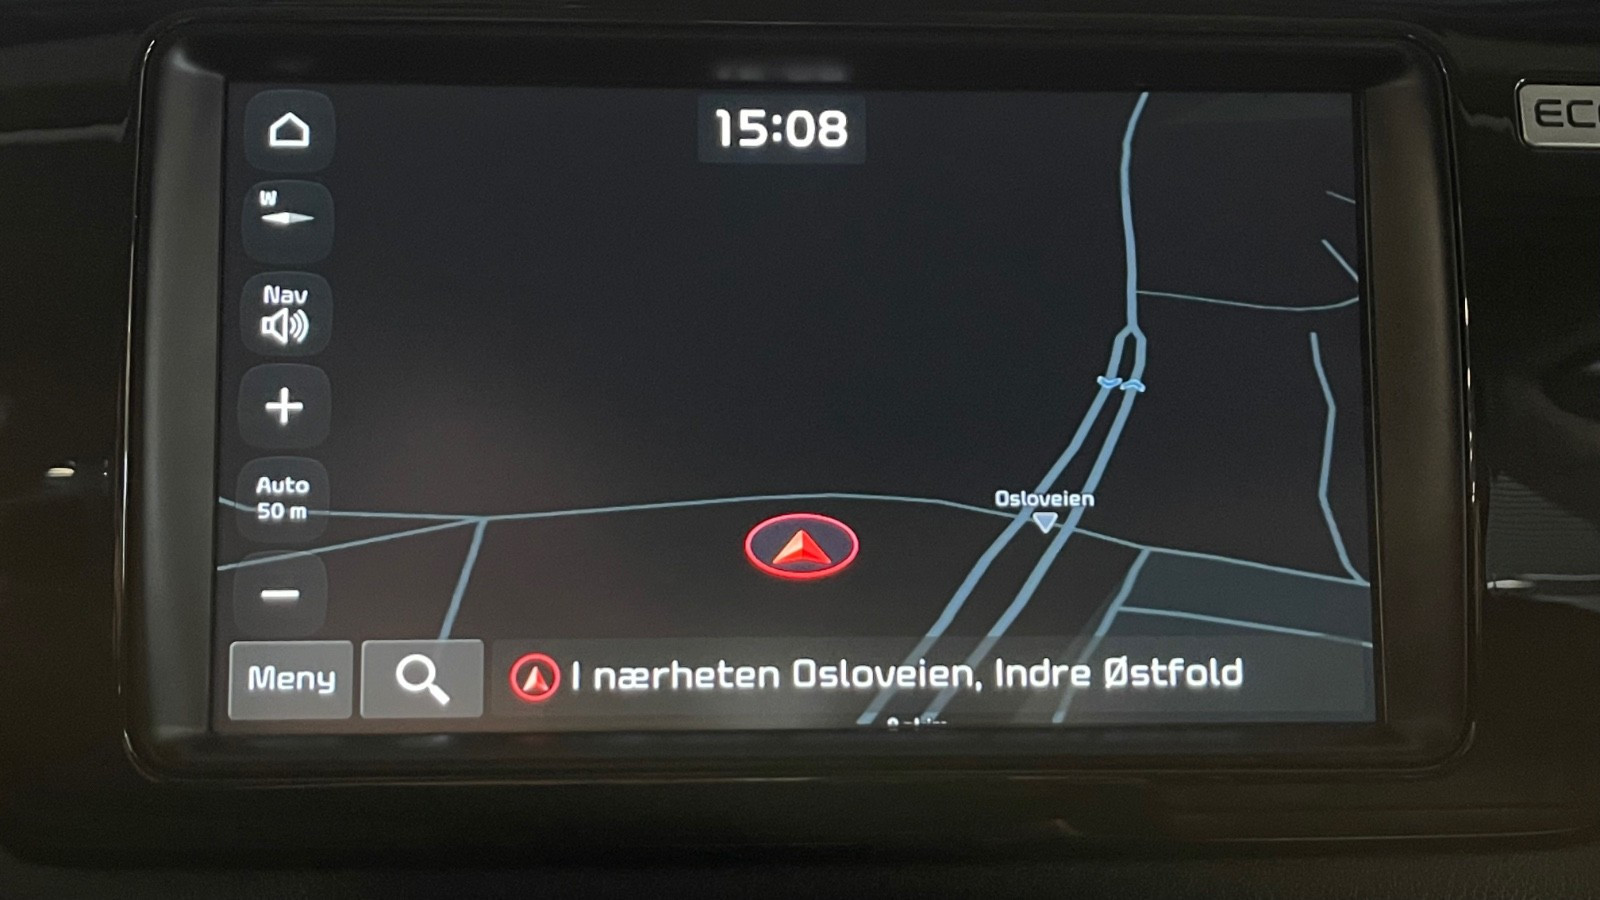 15:08
W
Nav
Osloveien
Auto
50 m
Meny
I nærheten Osloveien, Indre Østfold